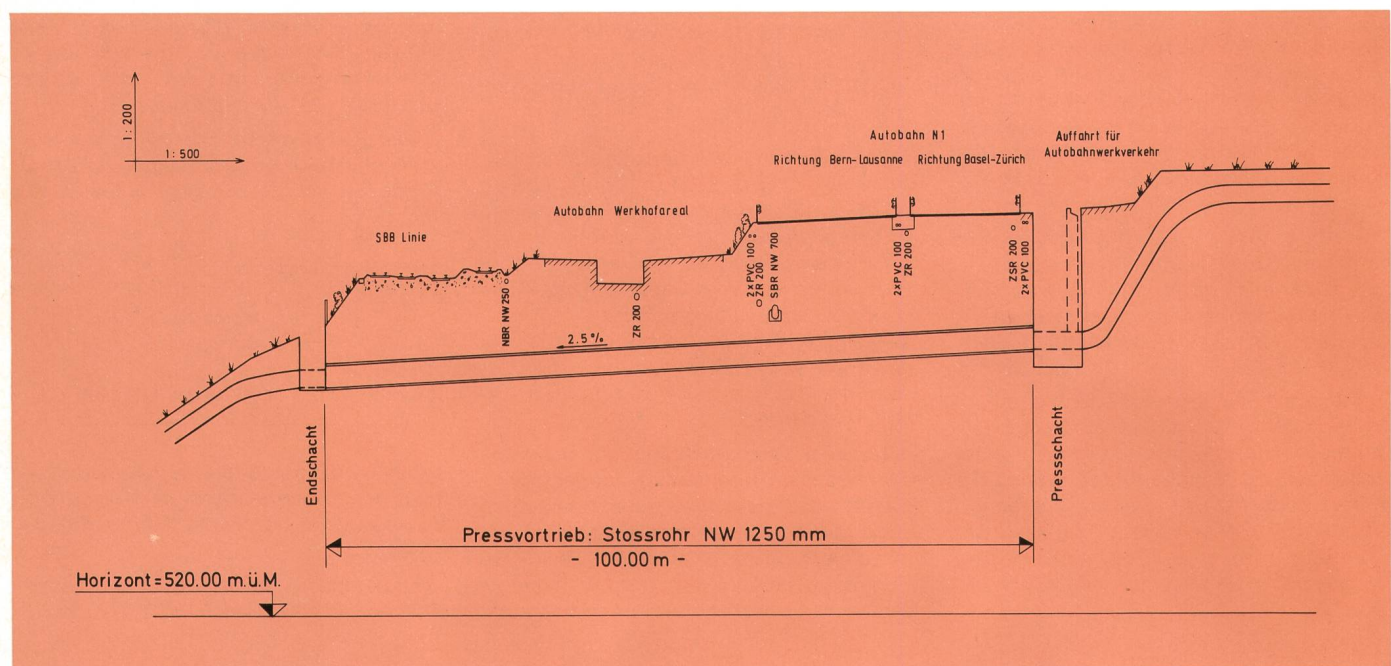 1:200
1:500
Autobahn N1
Richtung Bern-Lausanne Richtung Basel-Zürich
Auffahrt für
Autobahnwerkverkehr
Autobahn Werkhofareal
SBB Linie
NBR NW 250
ZR 200
2xPVC 100
ZR 200
SBR NW 700
2xPVC 100
ZR 200
ZSR 200
2xPVC 100
2.5%
Endschacht
Pressschacht
Pressvortrieb: Stossrohr NW 1250 mm
- 100.00 m -
Horizont=520.00 m.ü.M.